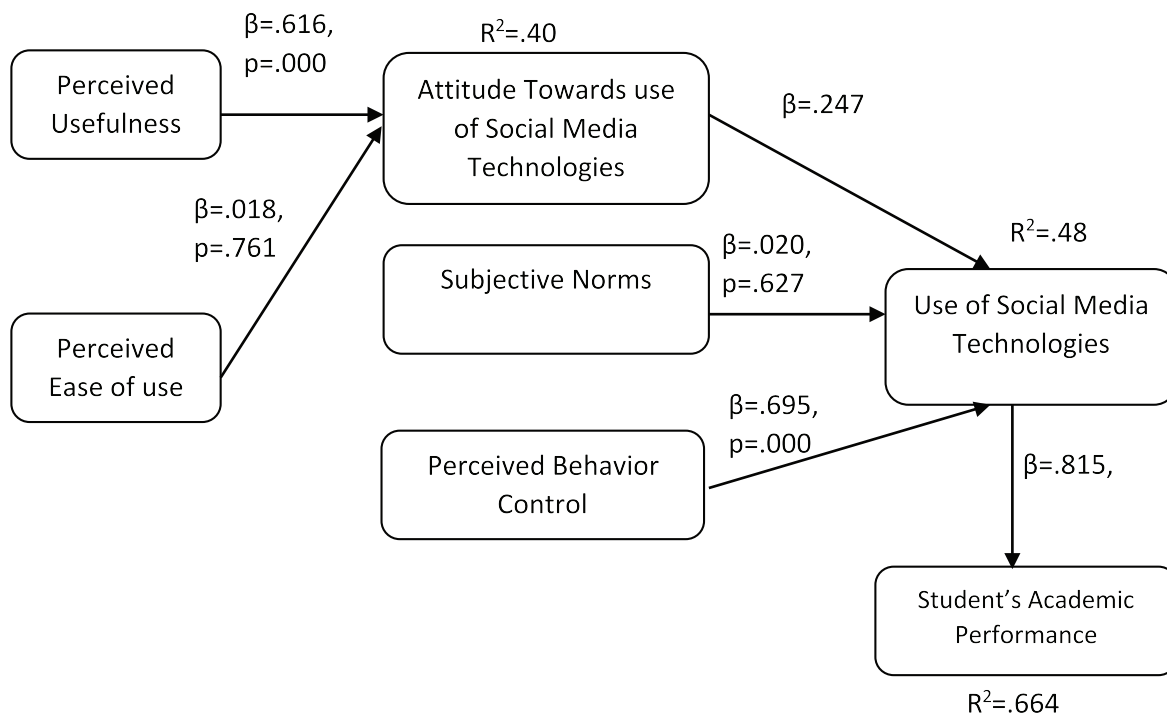 β=.616,
p=.000
R²=.40
Perceived
Usefulness
Attitude Towards use
of Social Media
Technologies
β=.247
β=.018,
p=.761
Subjective Norms
β=.020,
p=.627
R²=.48
Use of Social Media
Technologies
Perceived
Ease of use
β=.695,
p=.000
Perceived Behavior
Control
β=.815,
Student’s Academic
Performance
R²=.664